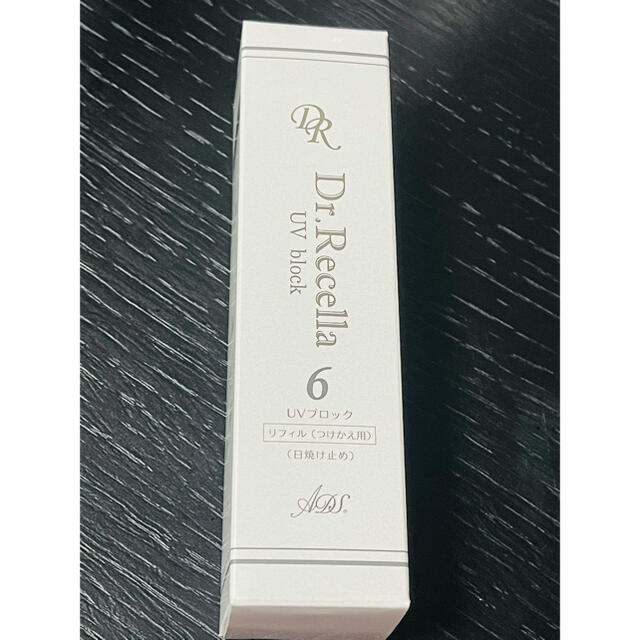 DR
Dr.Recella
UV block
6
UVブロック
リフィル（つけかえ用）
（日焼け止め）
ADS®